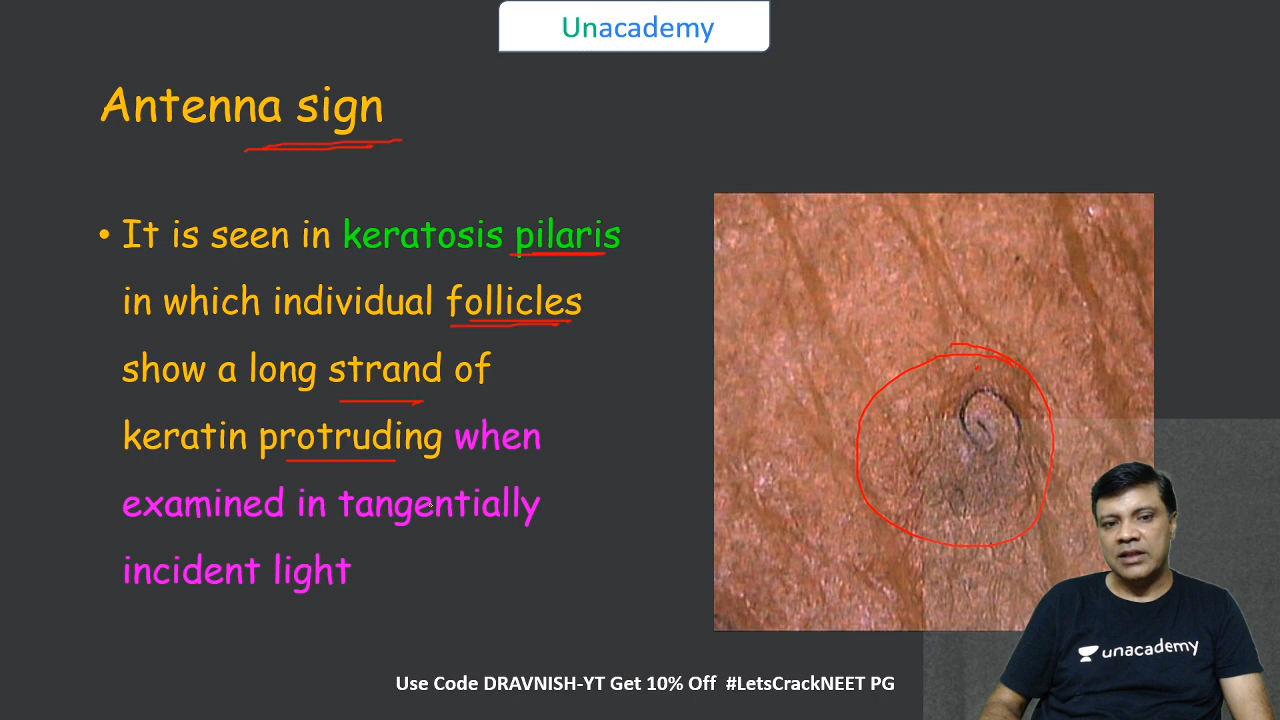 Unacademy
Antenna sign
• It is seen in keratosis pilaris
in which individual follicles
show a long strand of
keratin protruding when
examined in tangentially
incident light
unacademy
Use Code DRAVNISH-YT Get 10% Off #LetsCrackNEET PG